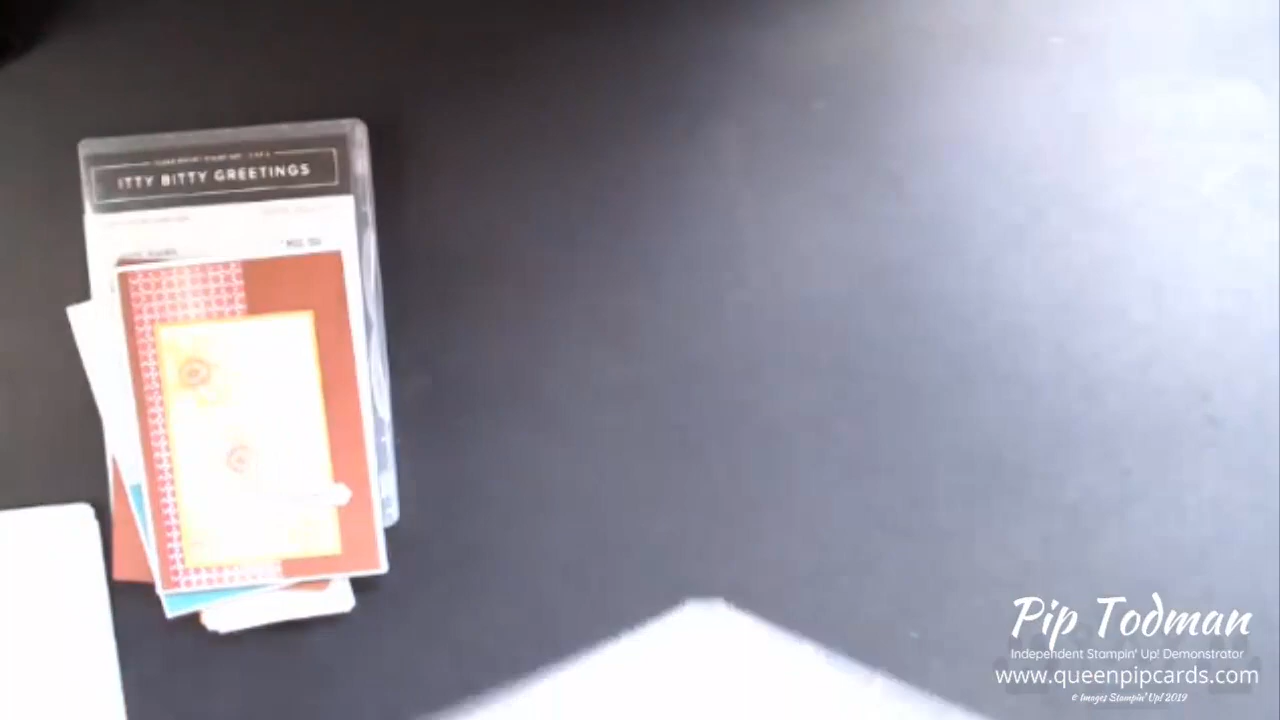 ITTY BITTY GREETINGS
Pip Todman
Independent Stampin' Up! Demonstrator
www.queenpipcards.com
© Images Stampin' Up! 2019